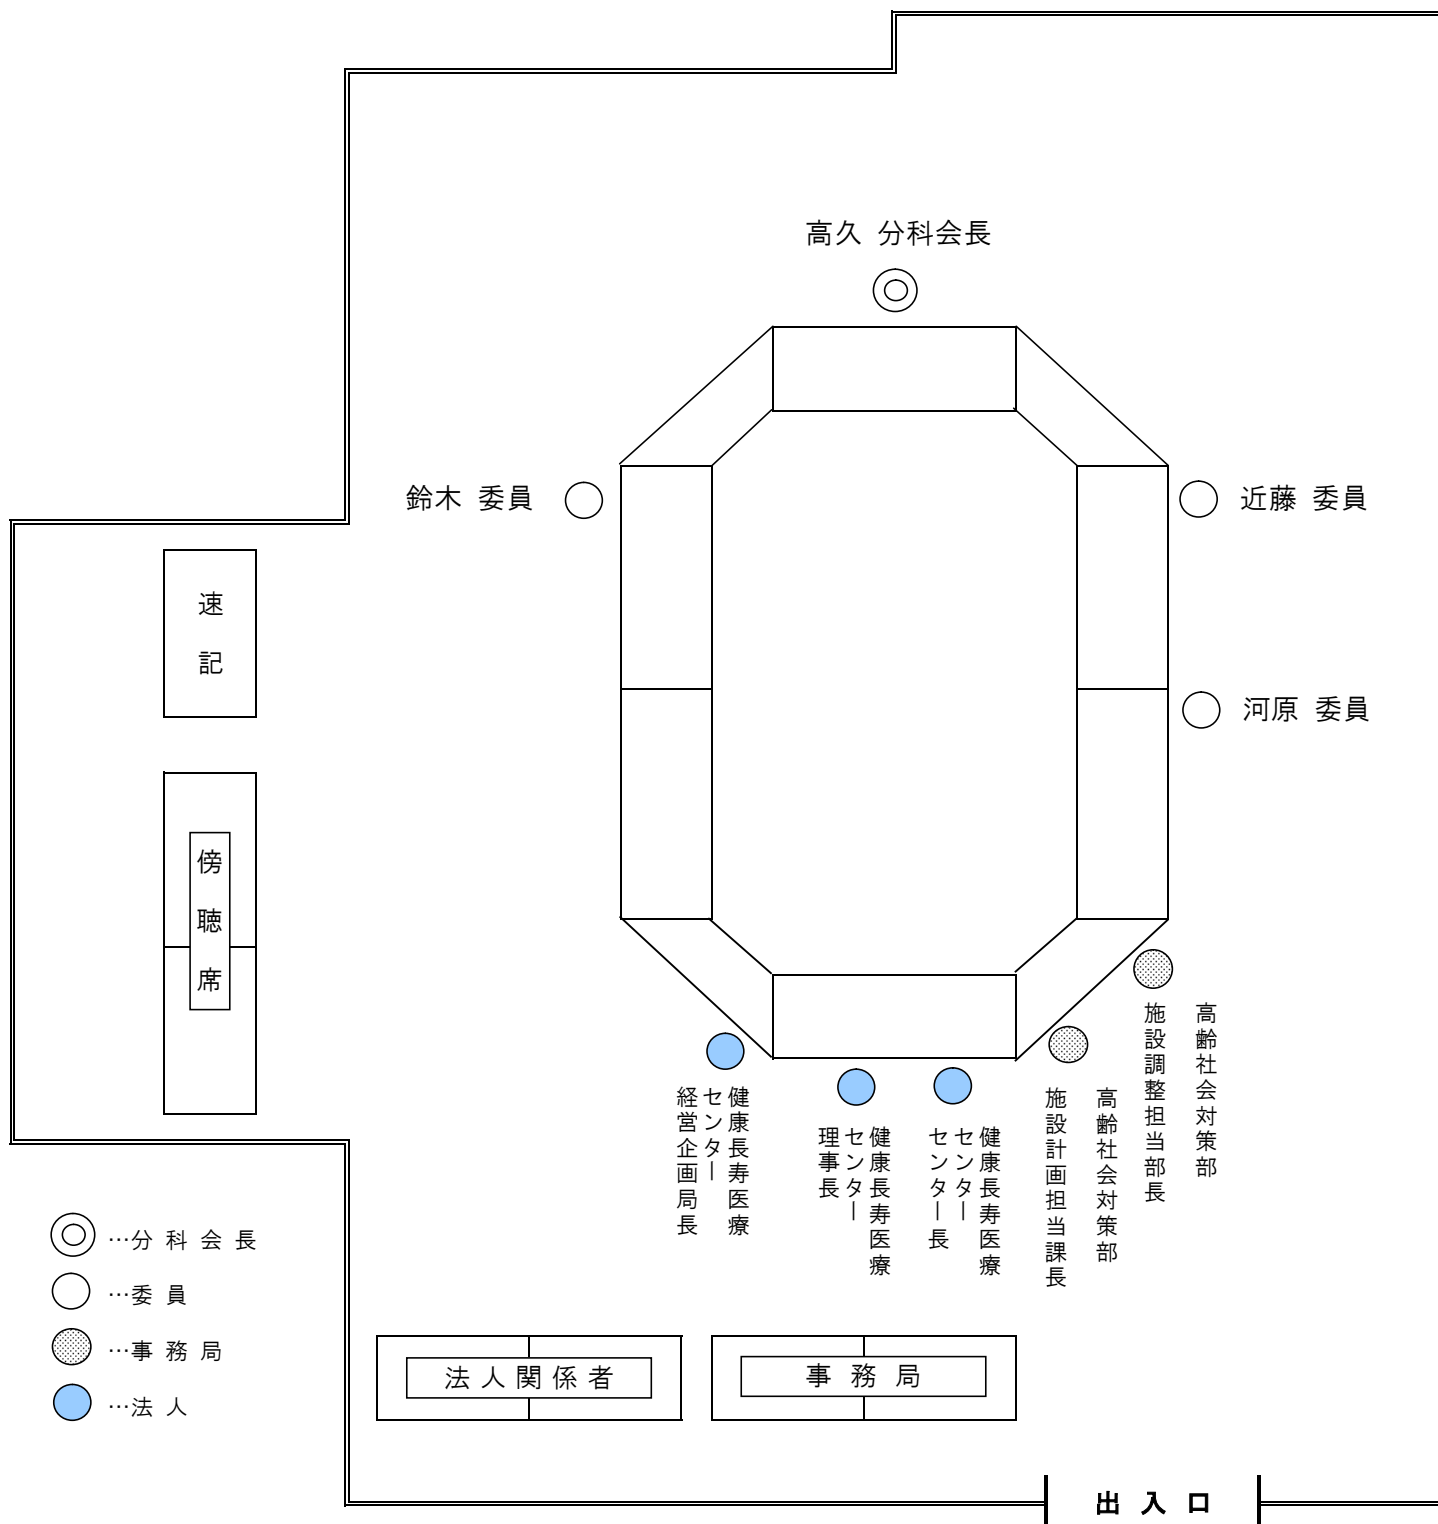 高久 分科会長
鈴木 委員
近藤 委員
河原 委員
速記
傍聴席
健康長寿医療
センター
経営企画局長
健康長寿医療
センター
理事長
健康長寿医療
センター
センター長
高齢社会対策部
施設計画担当課長
高齢社会対策部
施設調整担当部長
…分科会長
…委員
…事務局
…法人
法人関係者
事務局
出入口